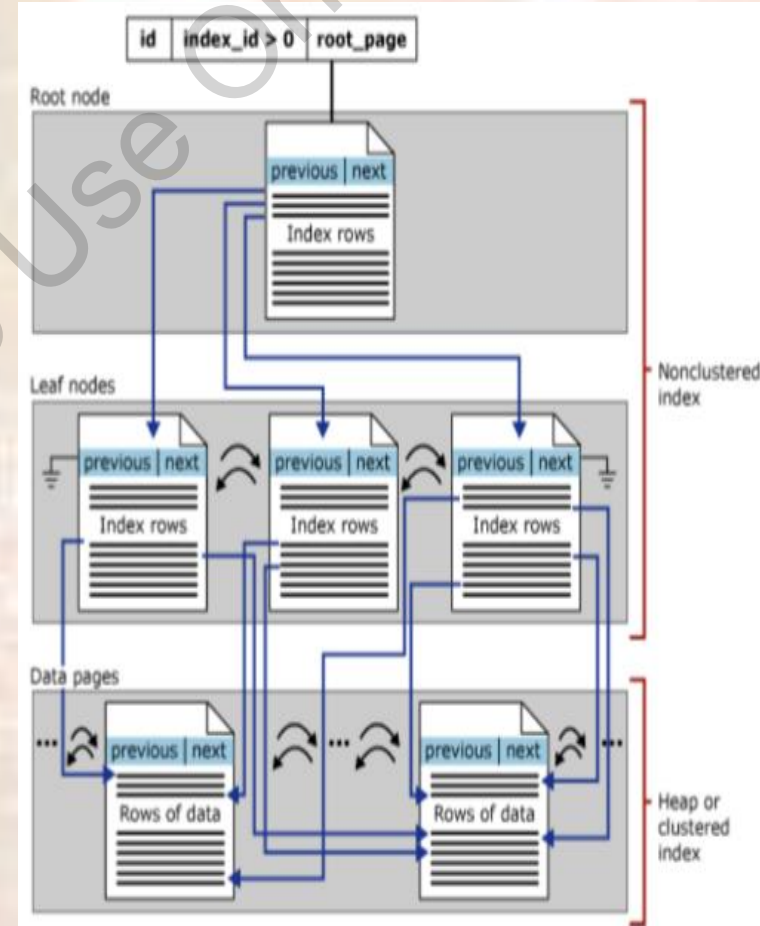 id index_id > 0 root_page
Root node
previous next
Index rows
Leaf nodes
previous next previous next previous next
Index rows Index rows Index rows
Nonclustered
index
Data pages
... ... ...
previous next previous next
Rows of data Rows of data
Heap or
clustered
index
Use